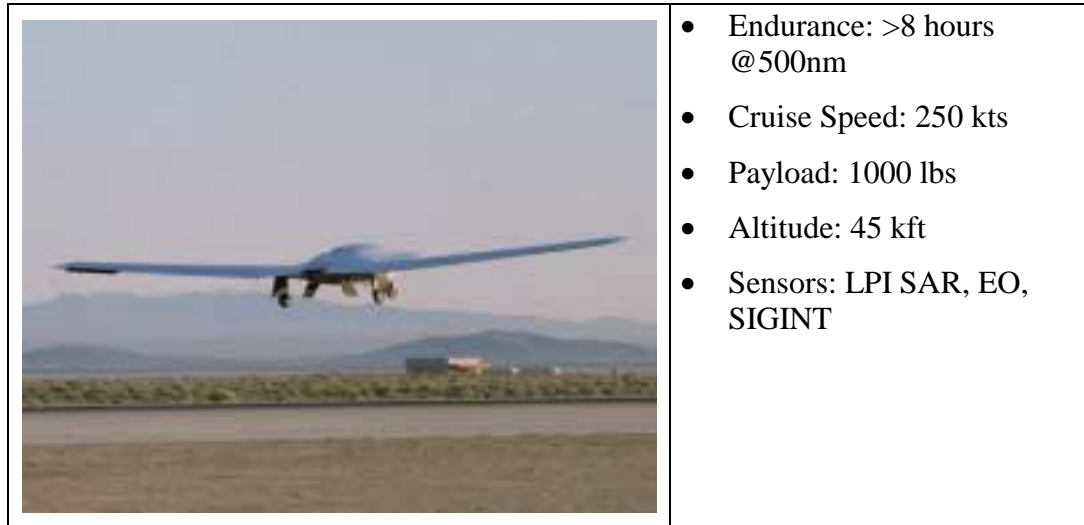 • Endurance: >8 hours
@500nm
• Cruise Speed: 250 kts
• Payload: 1000 lbs
• Altitude: 45 kft
• Sensors: LPI SAR, EO,
SIGINT